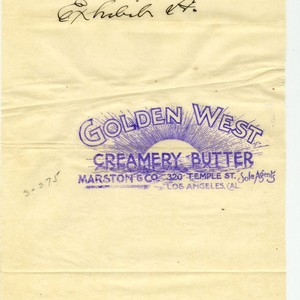 Exhibit A.
GOLDEN WEST
CREAMERY BUTTER
MARSTON & CO. 320 TEMPLE ST. Sole Agents
LOS ANGELES, CAL.